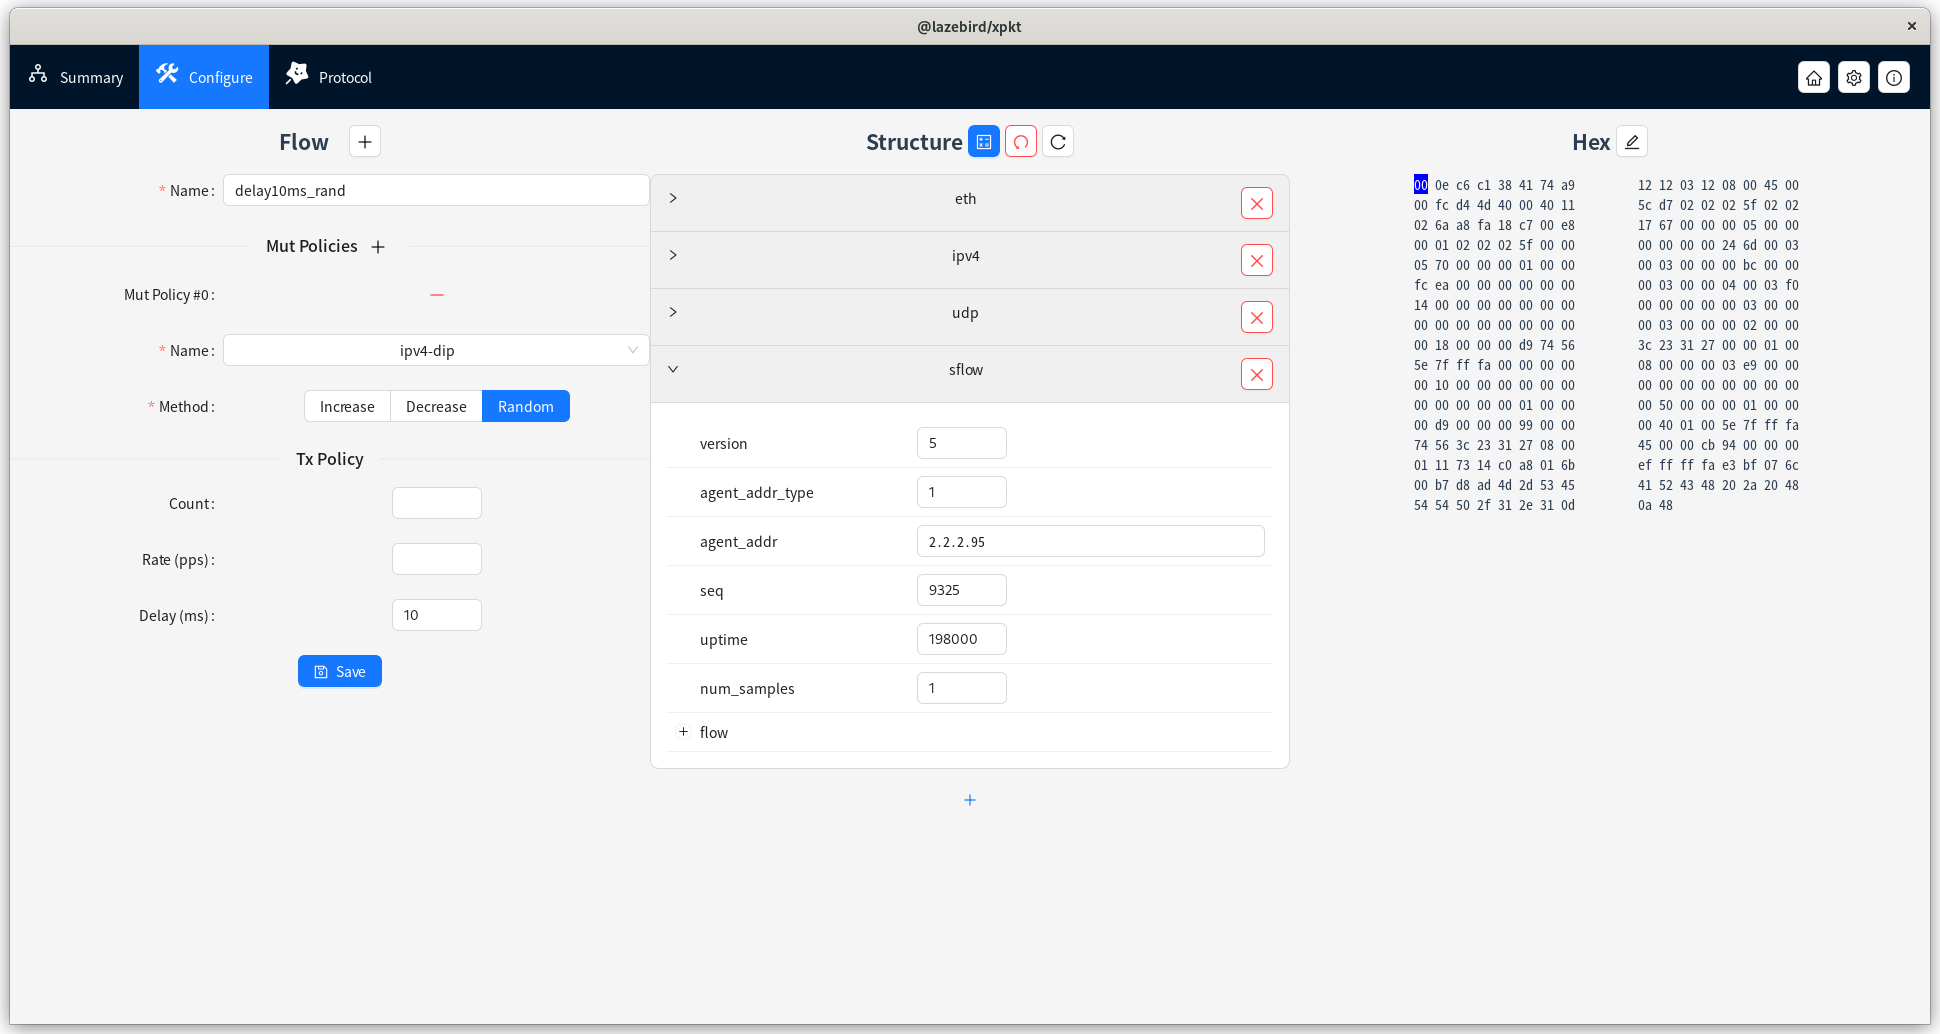 @lazebird/xpkt
Summary
Configure
Protocol
Flow
* Name:
delay10ms_rand
Mut Policies
Mut Policy #0:
* Name:
ipv4-dip
* Method:
Increase
Decrease
Random
Tx Policy
Count:
Rate (pps):
Delay (ms):
10
Save
Structure
eth
ipv4
udp
sflow
version
5
agent_addr_type
1
agent_addr
2.2.2.95
seq
9325
uptime
198000
num_samples
1
flow
Hex
00 0e c6 c1 38 41 74 a9 12 12 03 12 08 00 45 00
00 fc d4 4d 40 00 40 11 5c d7 02 02 02 5f 02 02
02 6a a8 fa 18 c7 00 e8 17 67 00 00 00 05 00 00
00 01 02 02 02 5f 00 00 00 00 00 00 24 6d 00 03
05 70 00 00 00 01 00 00 00 03 00 00 00 bc 00 00
fc ea 00 00 00 00 00 00 00 03 00 00 04 00 03 f0
14 00 00 00 00 00 00 00 00 00 00 00 00 03 00 00
00 00 00 00 00 00 00 00 00 03 00 00 00 02 00 00
00 18 00 00 00 d9 74 56 3c 23 31 27 00 00 01 00
5e 7f ff fa 00 00 00 00 08 00 00 00 03 e9 00 00
00 10 00 00 00 00 00 00 00 00 00 00 00 00 00 00
00 00 00 00 00 01 00 00 00 50 00 00 00 01 00 00
00 d9 00 00 00 99 00 00 00 40 01 00 5e 7f ff fa
74 56 3c 23 31 27 08 00 45 00 00 cb 94 00 00 00
01 11 73 14 c0 a8 01 6b ef ff ff fa e3 bf 07 6c
00 b7 d8 ad 4d 2d 53 45 41 52 43 48 20 2a 20 48
54 54 50 2f 31 2e 31 0d 0a 48